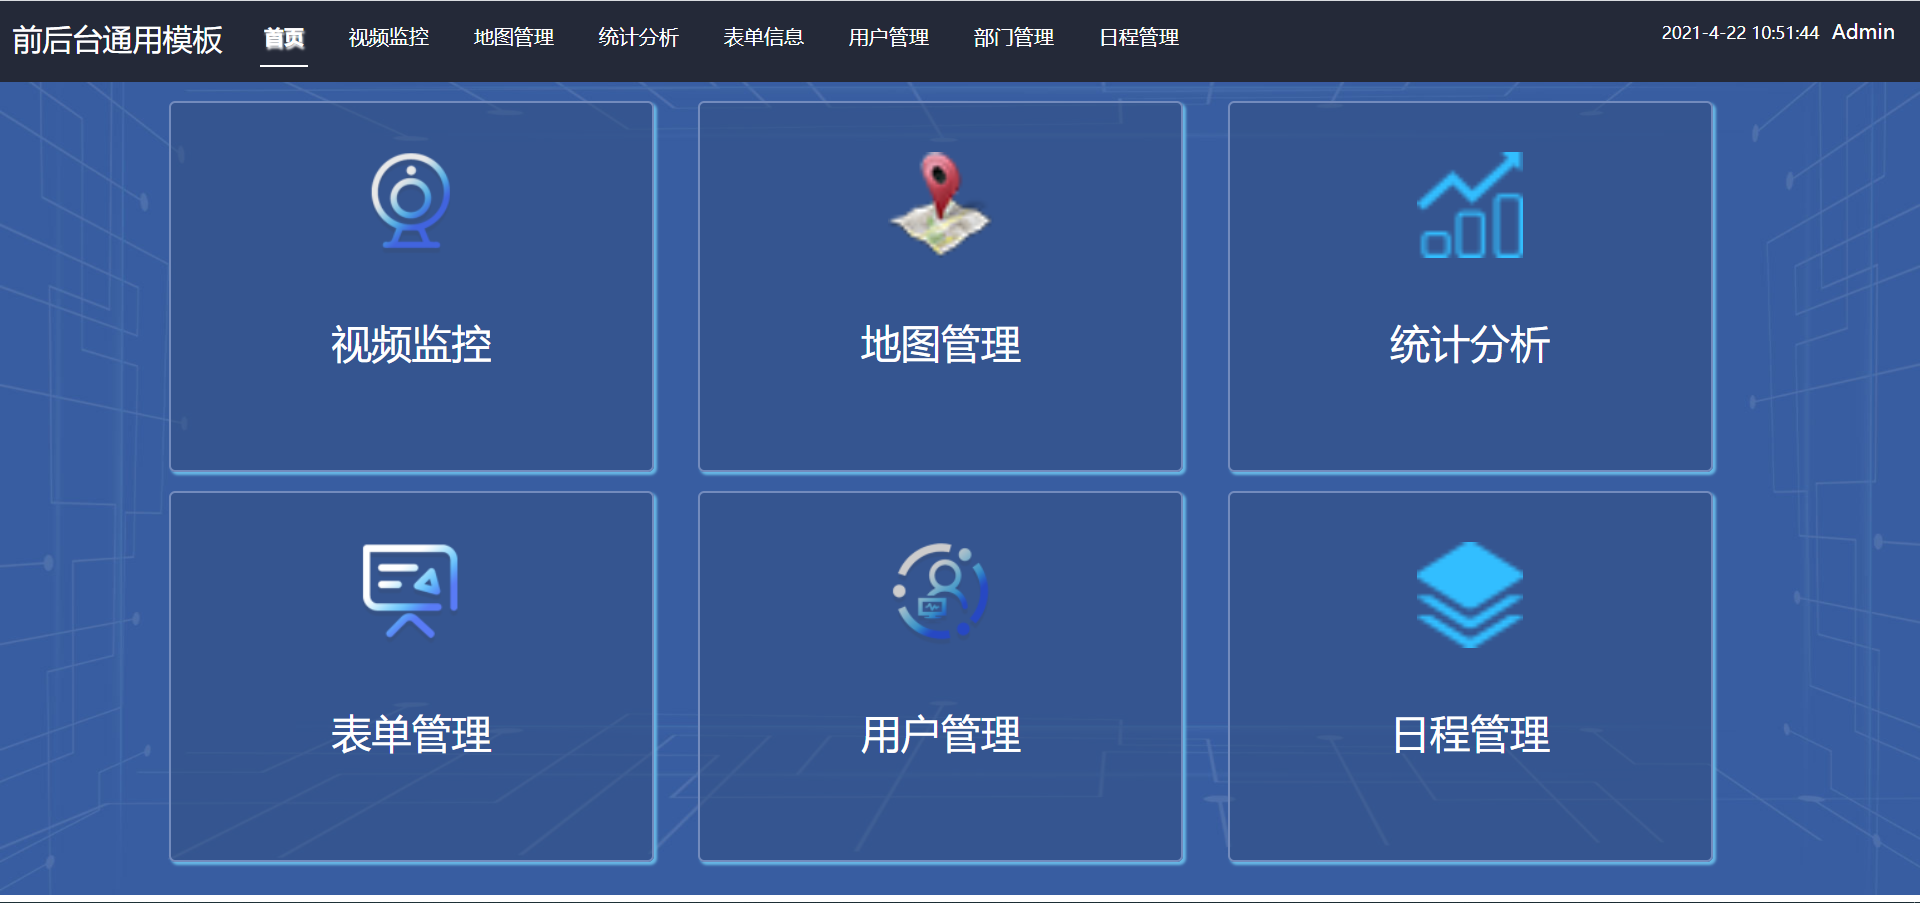 前后台通用模板 首页 视频监控 地图管理 统计分析 表单信息 用户管理 部门管理 日程管理 2021-4-22 10:51:44 Admin
视频监控 地图管理 统计分析
表单管理 用户管理 日程管理